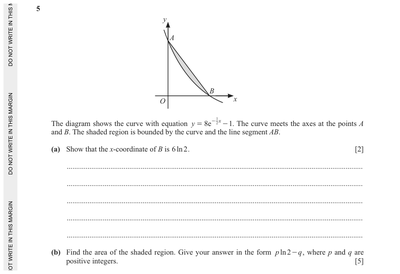 DO NOT WRITE IN THIS
5
y
A
B
O
x
The diagram shows the curve with equation y = 8e^{-\frac{1}{2}x} − 1. The curve meets the axes at the points A
and B. The shaded region is bounded by the curve and the line segment AB.
(a) Show that the x-coordinate of B is 6 ln 2. [2]
DO NOT WRITE IN THIS MARGIN
(b) Find the area of the shaded region. Give your answer in the form p ln 2 − q, where p and q are
positive integers. [5]
OT WRITE IN THIS MARGIN